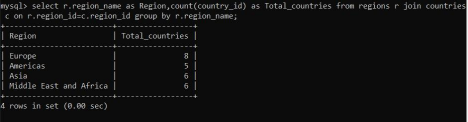 mysql> select r.region_name as Region,count(country_id) as Total_countries from regions r join countries
 c on r.region_id=c.region_id group by r.region_name;
+------------------------+-----------------+
| Region                 | Total_countries |
+------------------------+-----------------+
| Europe                 |               8 |
| Americas               |               5 |
| Asia                   |               6 |
| Middle East and Africa |               6 |
+------------------------+-----------------+
4 rows in set (0.00 sec)